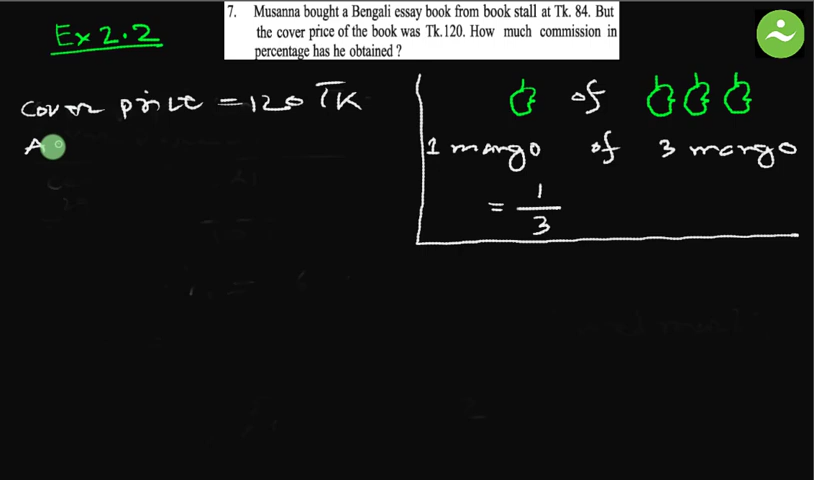 Ex 2.2
7. Musanna bought a Bengali essay book from book stall at Tk. 84. But
the cover price of the book was Tk.120. How much commission in
percentage has he obtained ?
cover price = 120 TK
A
of
1 mango of 3 mango
= 1/3